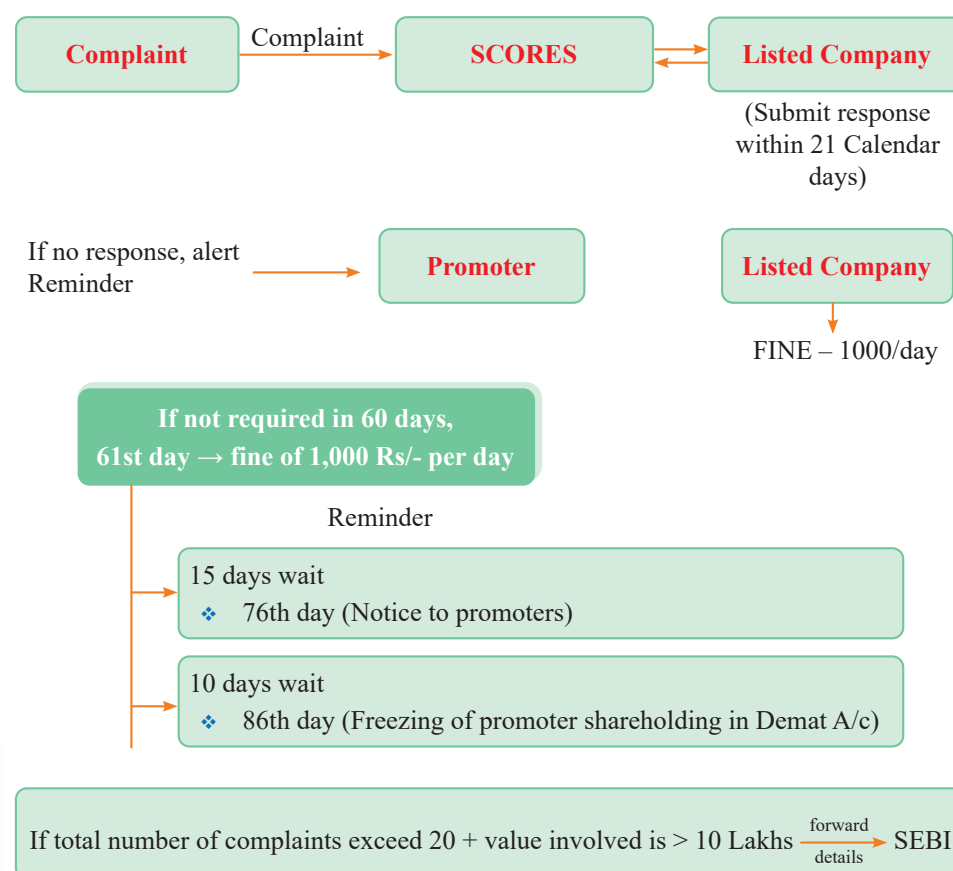 Complaint
Complaint
SCORES
Listed Company
(Submit response
within 21 Calendar
days)
If no response, alert
Reminder
Promoter
Listed Company
FINE – 1000/day
If not required in 60 days,
61st day → fine of 1,000 Rs/- per day
Reminder
15 days wait
❖ 76th day (Notice to promoters)
10 days wait
❖ 86th day (Freezing of promoter shareholding in Demat A/c)
If total number of complaints exceed 20 + value involved is > 10 Lakhs forward details SEBI